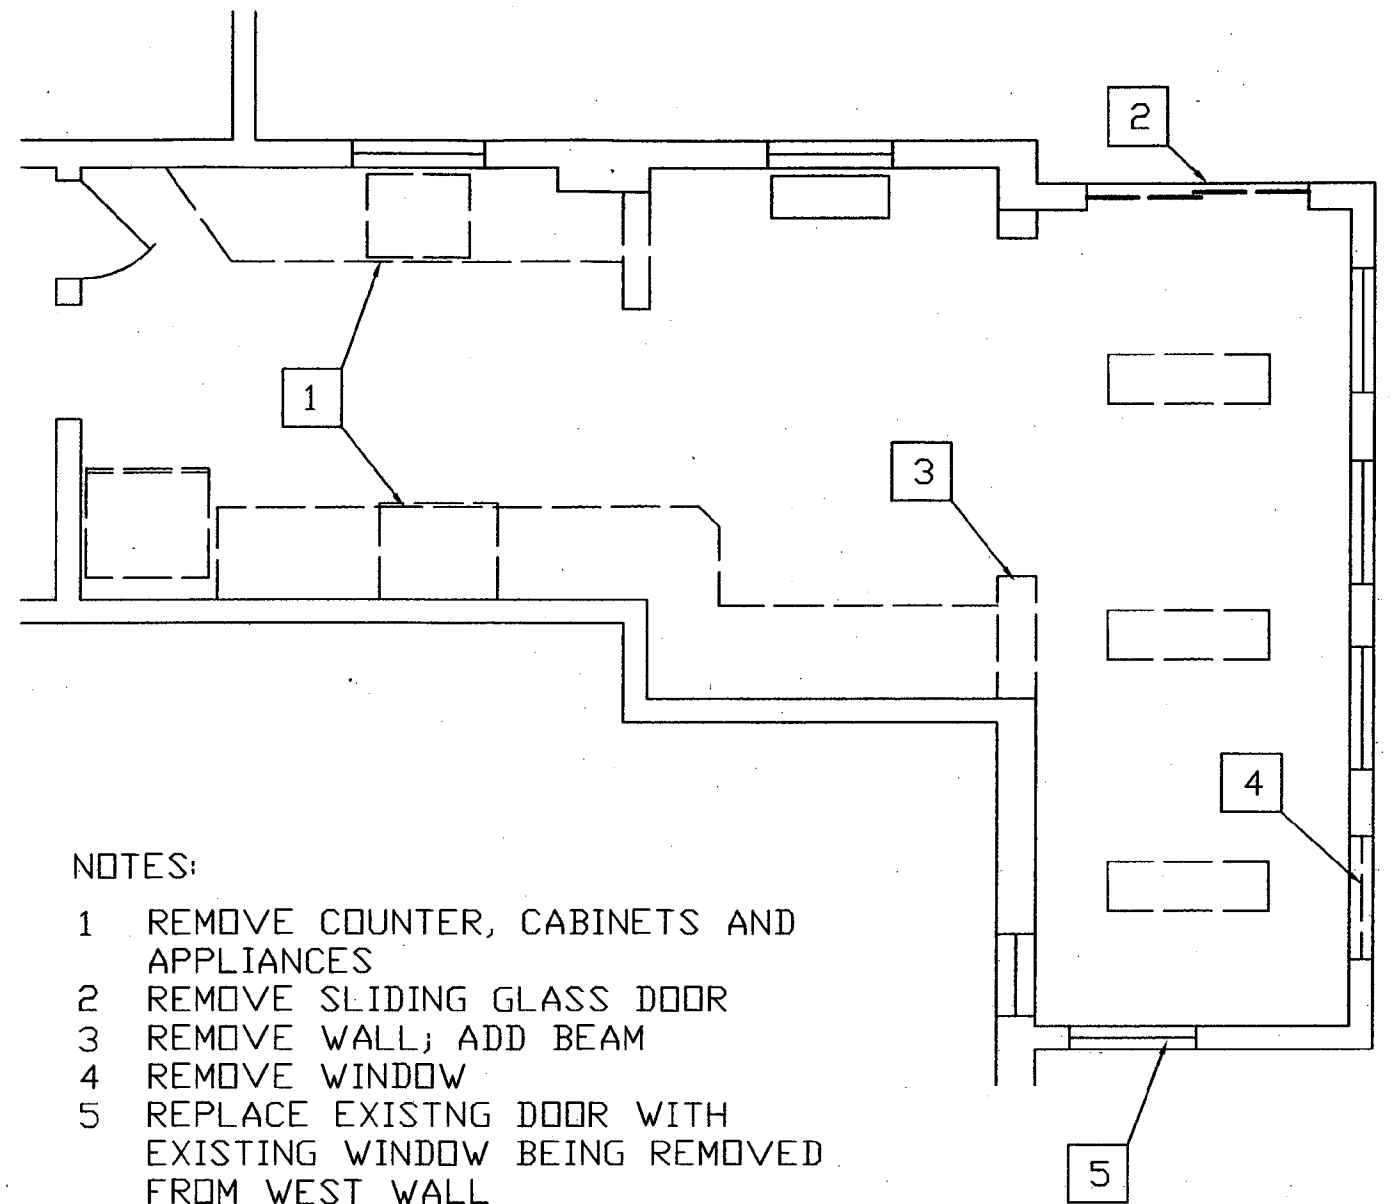 2
1
3
4
NOTES:
1 REMOVE COUNTER, CABINETS AND
APPLIANCES
2 REMOVE SLIDING GLASS DOOR
3 REMOVE WALL; ADD BEAM
4 REMOVE WINDOW
5 REPLACE EXISTNG DOOR WITH
EXISTING WINDOW BEING REMOVED
FROM WEST WALL
5